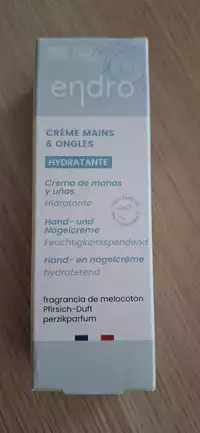 endro
CRÈME MAINS
& ONGLES
HYDRATANTE
Crema de manos
y uñas
Hidratante
Hand- und
Nagelcreme
Feuchtigkeitsspendend
Hand- en nagelcrème
hydraterend
fragrancia de melocotón
Pfirsich-Duft
perzikparfum